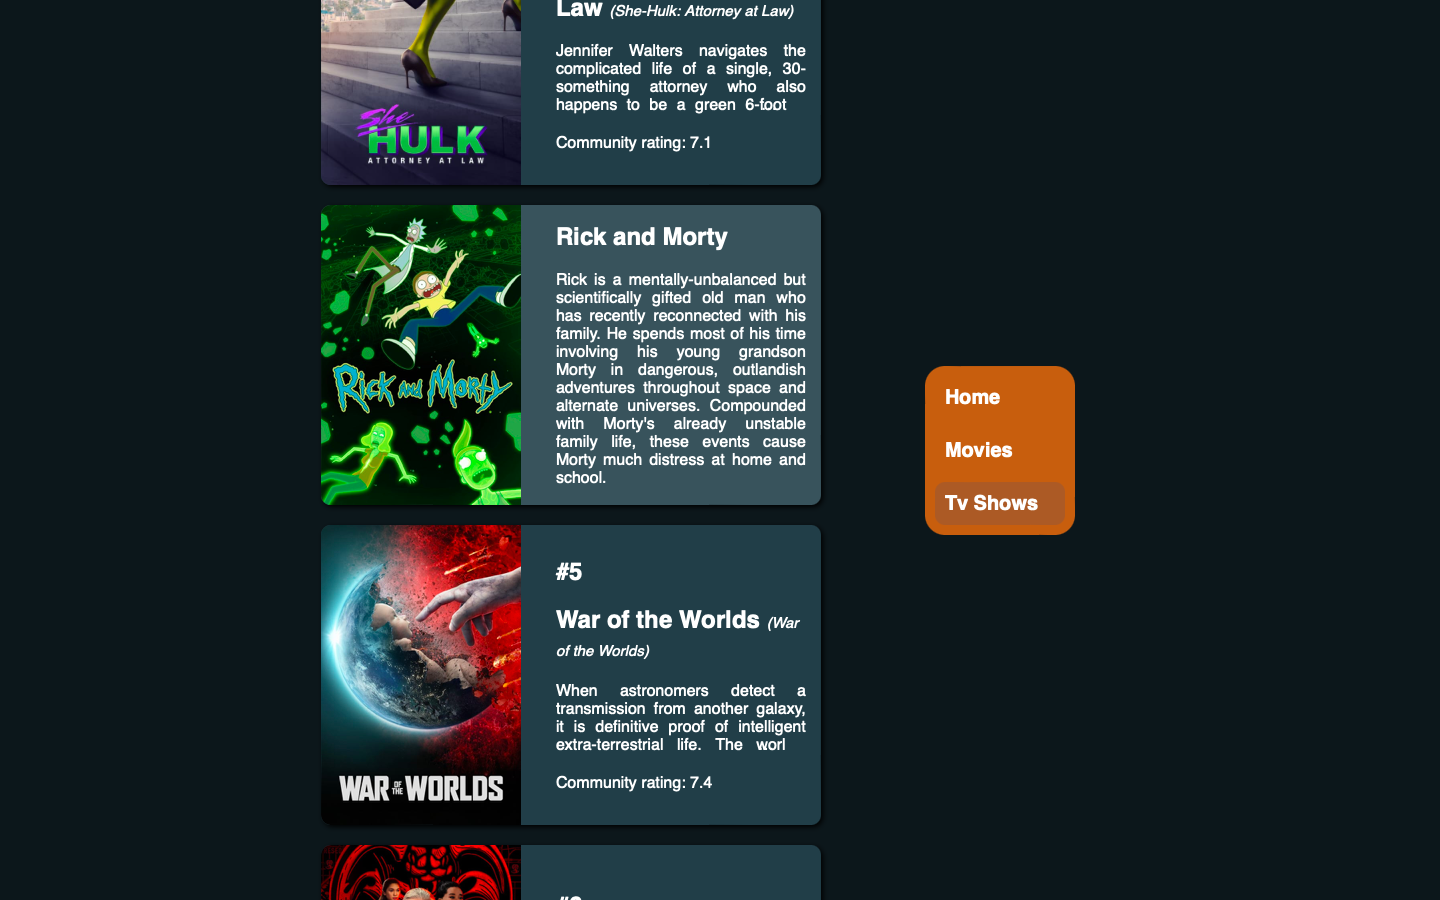 Law (She-Hulk: Attorney at Law)
Jennifer Walters navigates the
complicated life of a single, 30-
something attorney who also
happens to be a green 6-foot
Community rating: 7.1
She
HULK
ATTORNEY AT LAW
Rick and Morty
Rick is a mentally-unbalanced but
scientifically gifted old man who
has recently reconnected with his
family. He spends most of his time
involving his young grandson
Morty in dangerous, outlandish
adventures throughout space and
alternate universes. Compounded
with Morty's already unstable
family life, these events cause
Morty much distress at home and
school.
Rick and Morty
Home
Movies
Tv Shows
#5
War of the Worlds (War
of the Worlds)
When astronomers detect a
transmission from another galaxy,
it is definitive proof of intelligent
extra-terrestrial life. The worl
Community rating: 7.4
WAR OF THE WORLDS